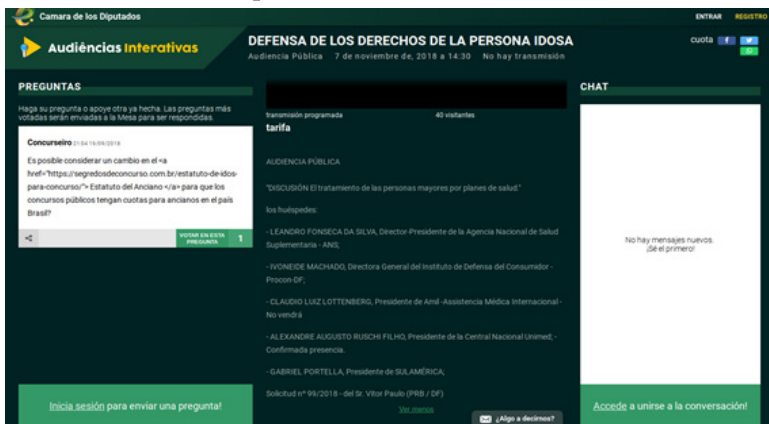 Camara de los Diputados
ENTRAR REGISTRO
Audiências Interativas
DEFENSA DE LOS DERECHOS DE LA PERSONA IDOSA
Audiencia Pública 7 de noviembre de, 2018 a 14:30 No hay transmisión
cuota
PREGUNTAS
Haga su pregunta o apoye otra ya hecha. Las preguntas más
votadas serán enviadas a la Mesa para ser respondidas.
Concurseiro 21:04 19/09/2018
Es posible considerar un cambio en el <a
href="https://segredosdeconcurso.com.br/estatuto-de-idos-
para-concurso/"> Estatuto del Anciano </a> para que los
concursos públicos tengan cuotas para ancianos en el país
Brasil?
VOTAR EN ESTA
PREGUNTA
1
Inicia sesión para enviar una pregunta!
transmisión programada 40 visitantes
tarifa
AUDIENCIA PÚBLICA
"DISCUSIÓN El tratamiento de las personas mayores por planes de salud."
los huéspedes:
- LEANDRO FONSECA DA SILVA, Director-Presidente de la Agencia Nacional de Salud
Suplementaria - ANS;
- IVONEIDE MACHADO, Directora General del Instituto de Defensa del Consumidor -
Procon-DF;
- CLAUDIO LUIZ LOTTENBERG, Presidente de Amil -Assistencia Médica Internacional -
No vendrá
- ALEXANDRE AUGUSTO RUSCHI FILHO, Presidente de la Central Nacional Unimed; -
Confirmada presencia.
- GABRIEL PORTELLA, Presidente de SULAMÉRICA;
Solicitud nº 99/2018 - del Sr. Vitor Paulo (PRB / DF)
Ver menos
¿Algo a decirnos?
CHAT
No hay mensajes nuevos.
¡Sé el primero!
Accede a unirse a la conversación!